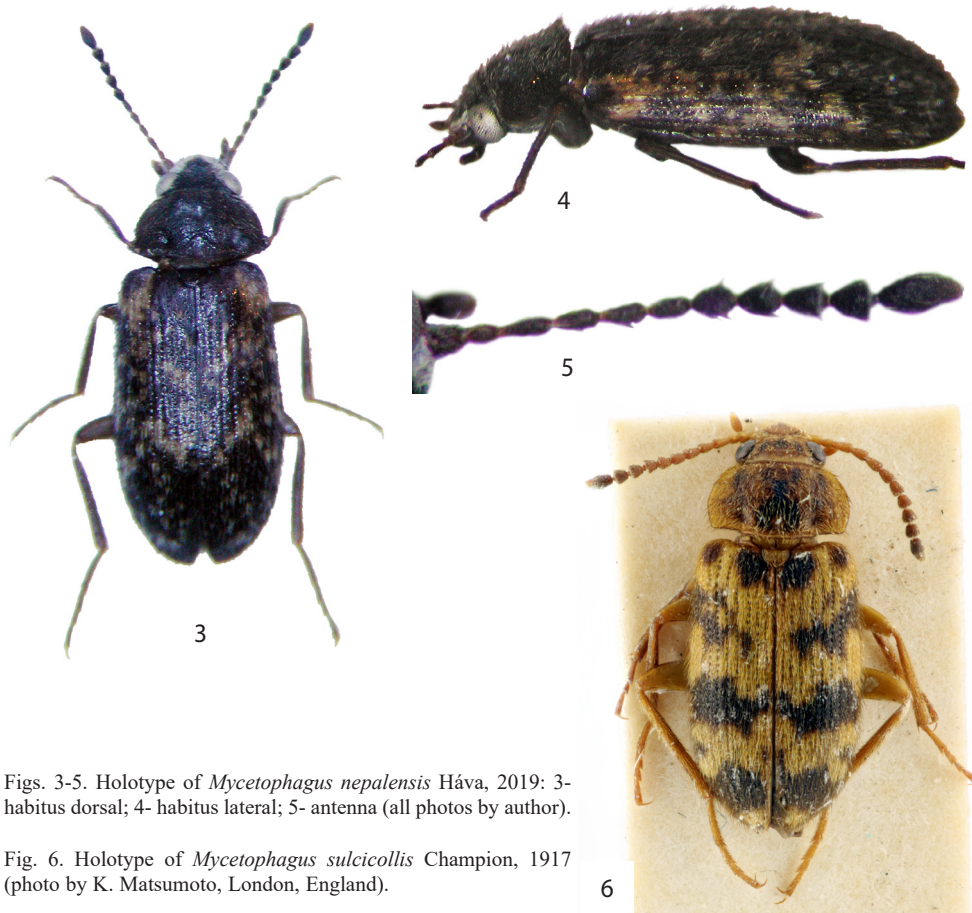 4
5
3
6
Figs. 3-5. Holotype of Mycetophagus nepalensis Háva, 2019: 3-
habitus dorsal; 4- habitus lateral; 5- antenna (all photos by author).
Fig. 6. Holotype of Mycetophagus sulcicollis Champion, 1917
(photo by K. Matsumoto, London, England).